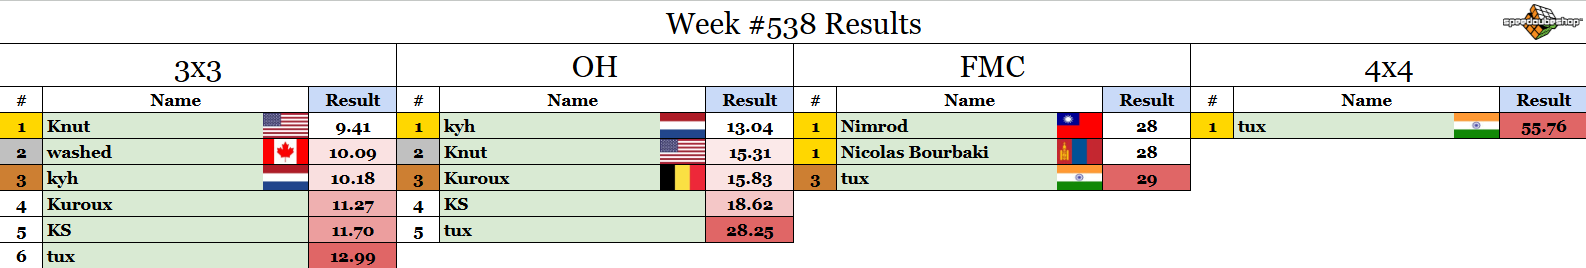 Week #538 Results
speedcubeshop
3x3 OH FMC 4x4
# Name Result # Name Result # Name Result # Name Result
1 Knut 9.41 1 kyh 13.04 1 Nimrod 28 1 tux 55.76
2 washed 10.09 2 Knut 15.31 1 Nicolas Bourbaki 28
3 kyh 10.18 3 Kuroux 15.83 3 tux 29
4 Kuroux 11.27 4 KS 18.62
5 KS 11.70 5 tux 28.25
6 tux 12.99